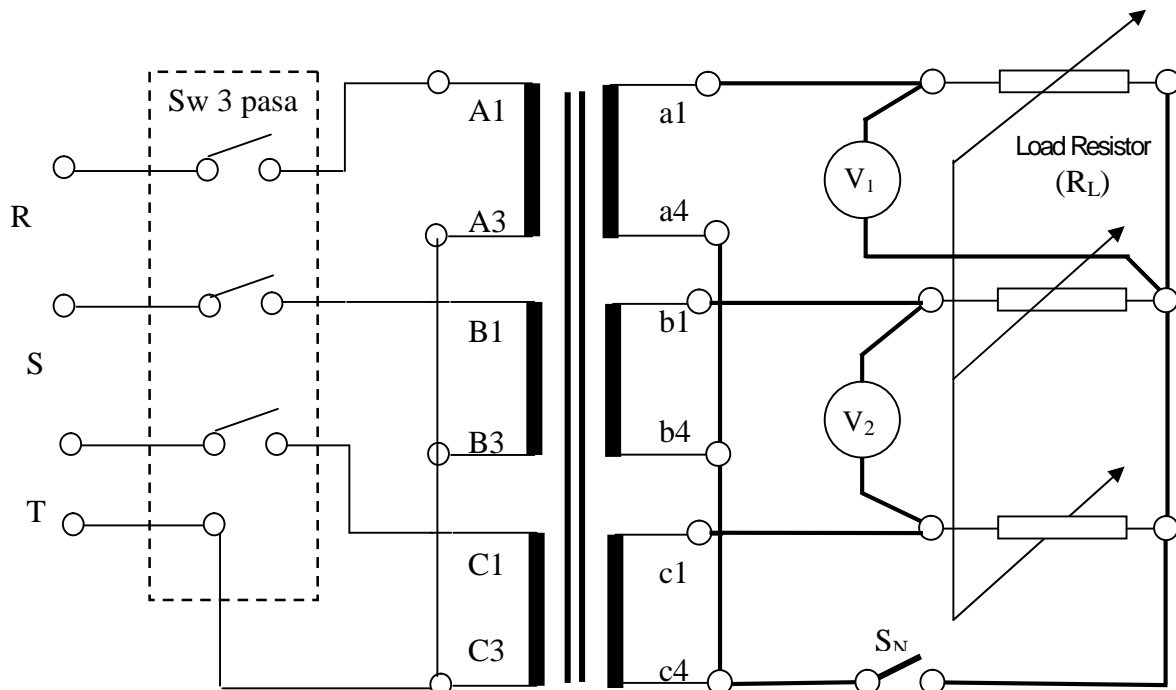 Sw 3 pasa
R
S
T
A1
A3
B1
B3
C1
C3
a1
a4
b1
b4
c1
c4
V1
V2
Load Resistor
(RL)
SN